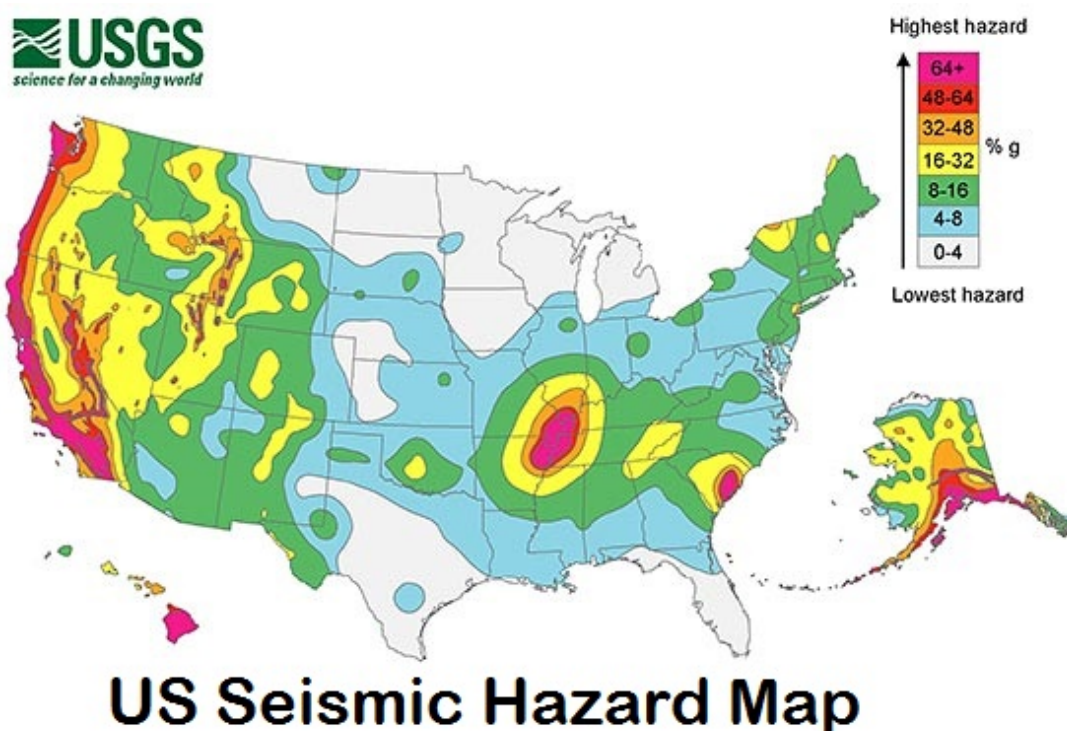 USGS
science for a changing world
Highest hazard
64+
48-64
32-48
16-32
% g
8-16
4-8
0-4
Lowest hazard
US Seismic Hazard Map